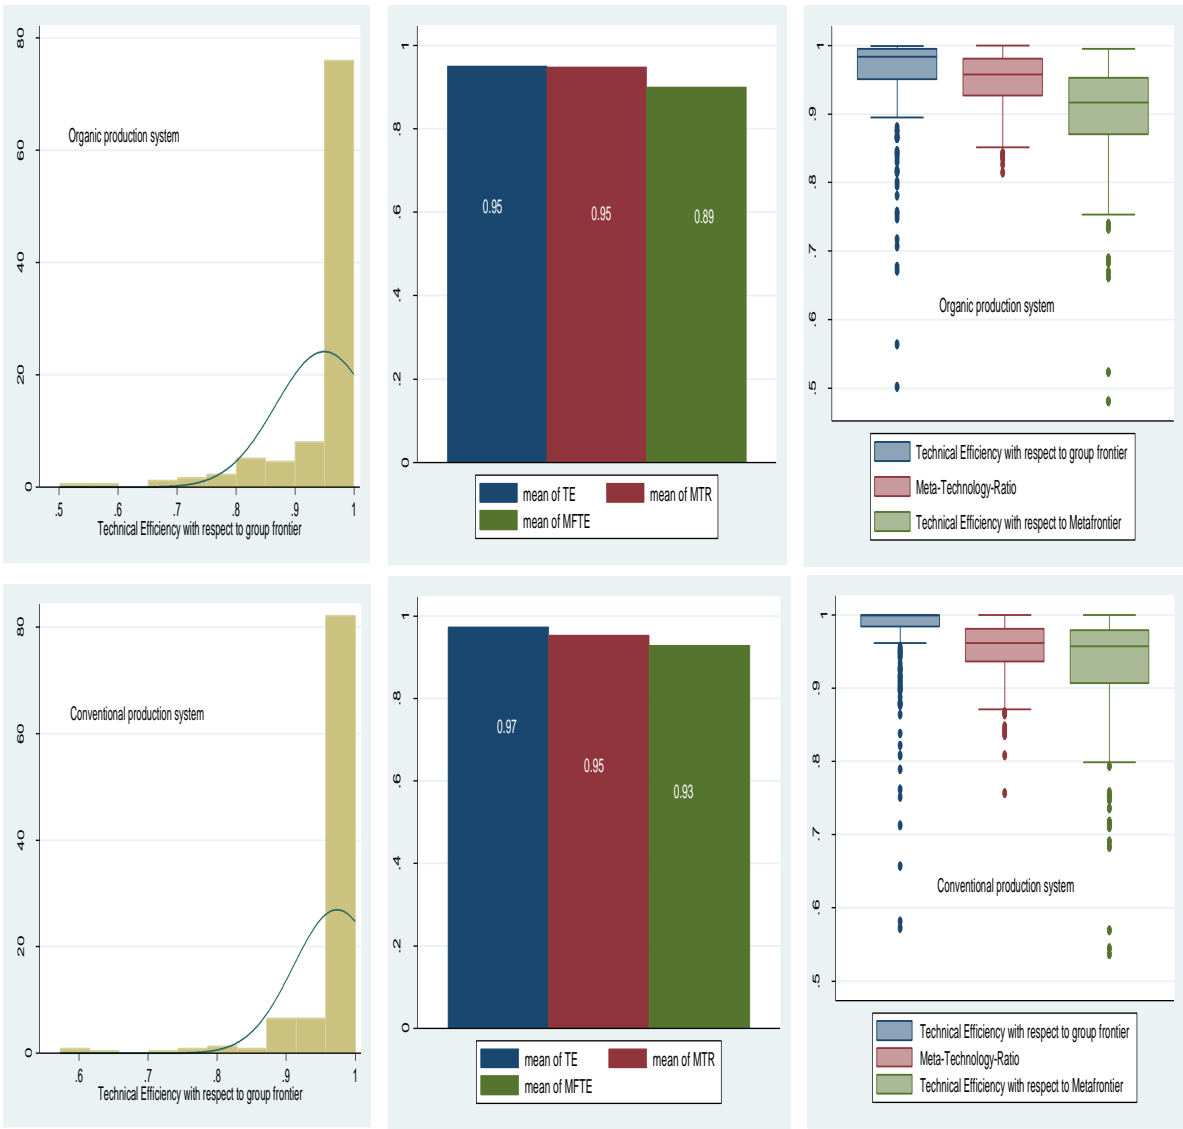 80
60
40
20
0
Organic production system
.5 .6 .7 .8 .9 1
Technical Efficiency with respect to group frontier
1
.8
.6
.4
.2
0
0.95 0.95 0.89
mean of TE mean of MTR
mean of MFTE
1
.9
.8
.7
.6
.5
Organic production system
Technical Efficiency with respect to group frontier
Meta-Technology-Ratio
Technical Efficiency with respect to Metafrontier
80
60
40
20
0
Conventional production system
.6 .7 .8 .9 1
Technical Efficiency with respect to group frontier
1
.8
.6
.4
.2
0
0.97
0.95
0.93
mean of TE mean of MTR
mean of MFTE
1
.9
.8
.7
.6
.5
Conventional production system
Technical Efficiency with respect to group frontier
Meta-Technology-Ratio
Technical Efficiency with respect to Metafrontier